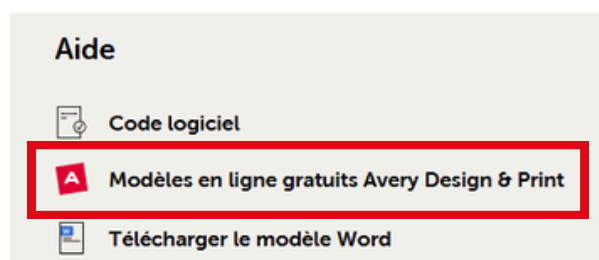 Aide
Code logiciel
Modèles en ligne gratuits Avery Design & Print
Télécharger le modèle Word